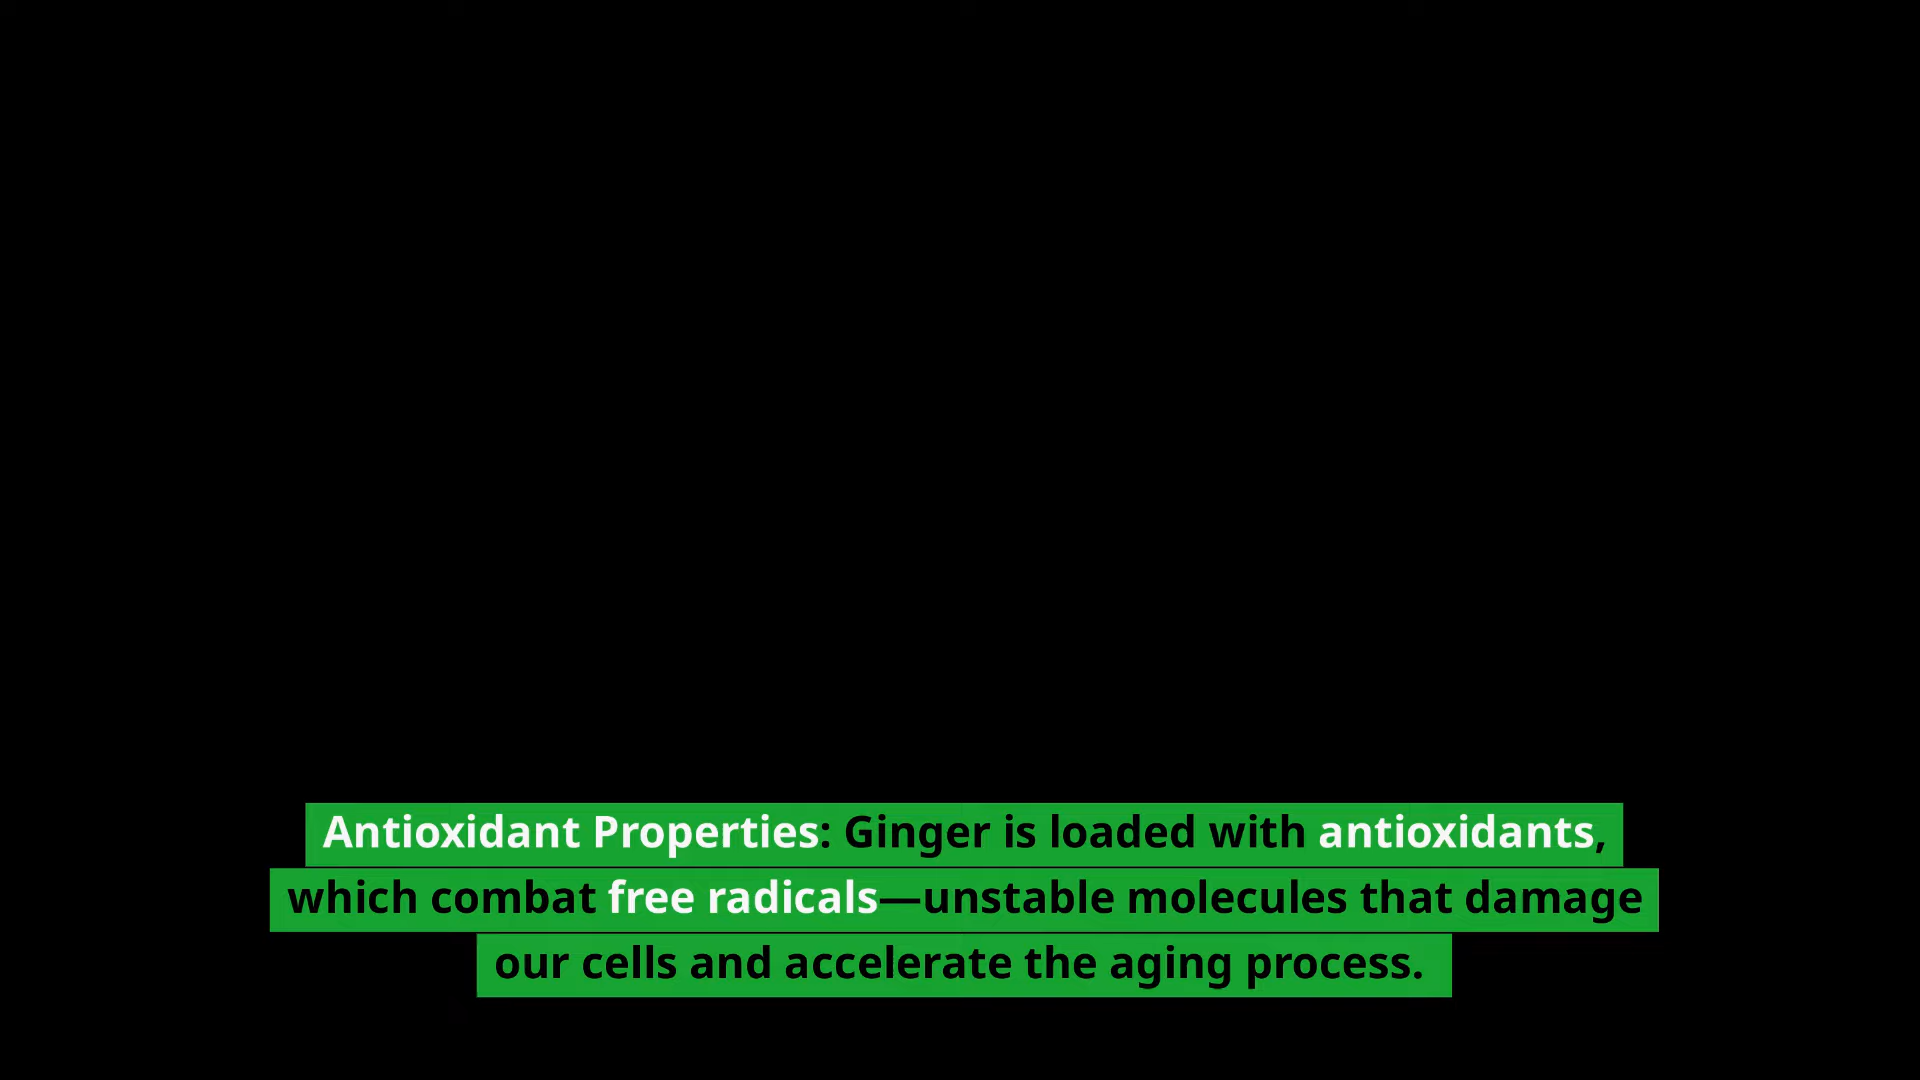 Antioxidant Properties: Ginger is loaded with antioxidants,
which combat free radicals—unstable molecules that damage
our cells and accelerate the aging process.